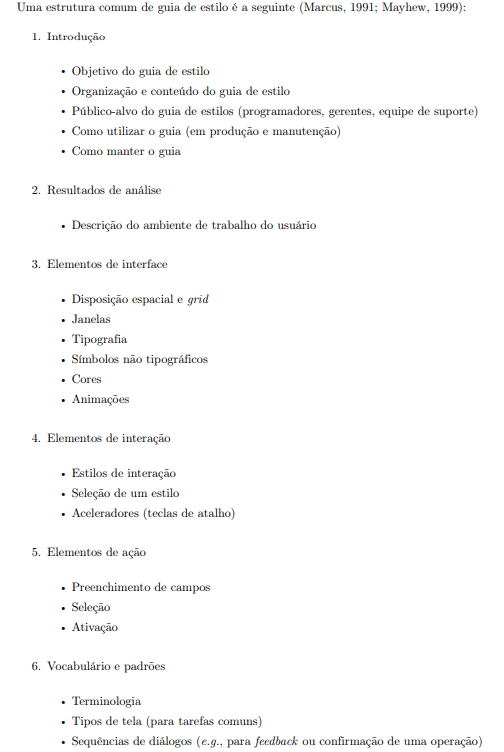 Uma estrutura comum de guia de estilo é a seguinte (Marcus, 1991; Mayhew, 1999):
1. Introdução
• Objetivo do guia de estilo
• Organização e conteúdo do guia de estilo
• Público-alvo do guia de estilos (programadores, gerentes, equipe de suporte)
• Como utilizar o guia (em produção e manutenção)
• Como manter o guia
2. Resultados de análise
• Descrição do ambiente de trabalho do usuário
3. Elementos de interface
• Disposição espacial e grid
• Janelas
• Tipografia
• Símbolos não tipográficos
• Cores
• Animações
4. Elementos de interação
• Estilos de interação
• Seleção de um estilo
• Aceleradores (teclas de atalho)
5. Elementos de ação
• Preenchimento de campos
• Seleção
• Ativação
6. Vocabulário e padrões
• Terminologia
• Tipos de tela (para tarefas comuns)
• Sequências de diálogos (e.g., para feedback ou confirmação de uma operação)